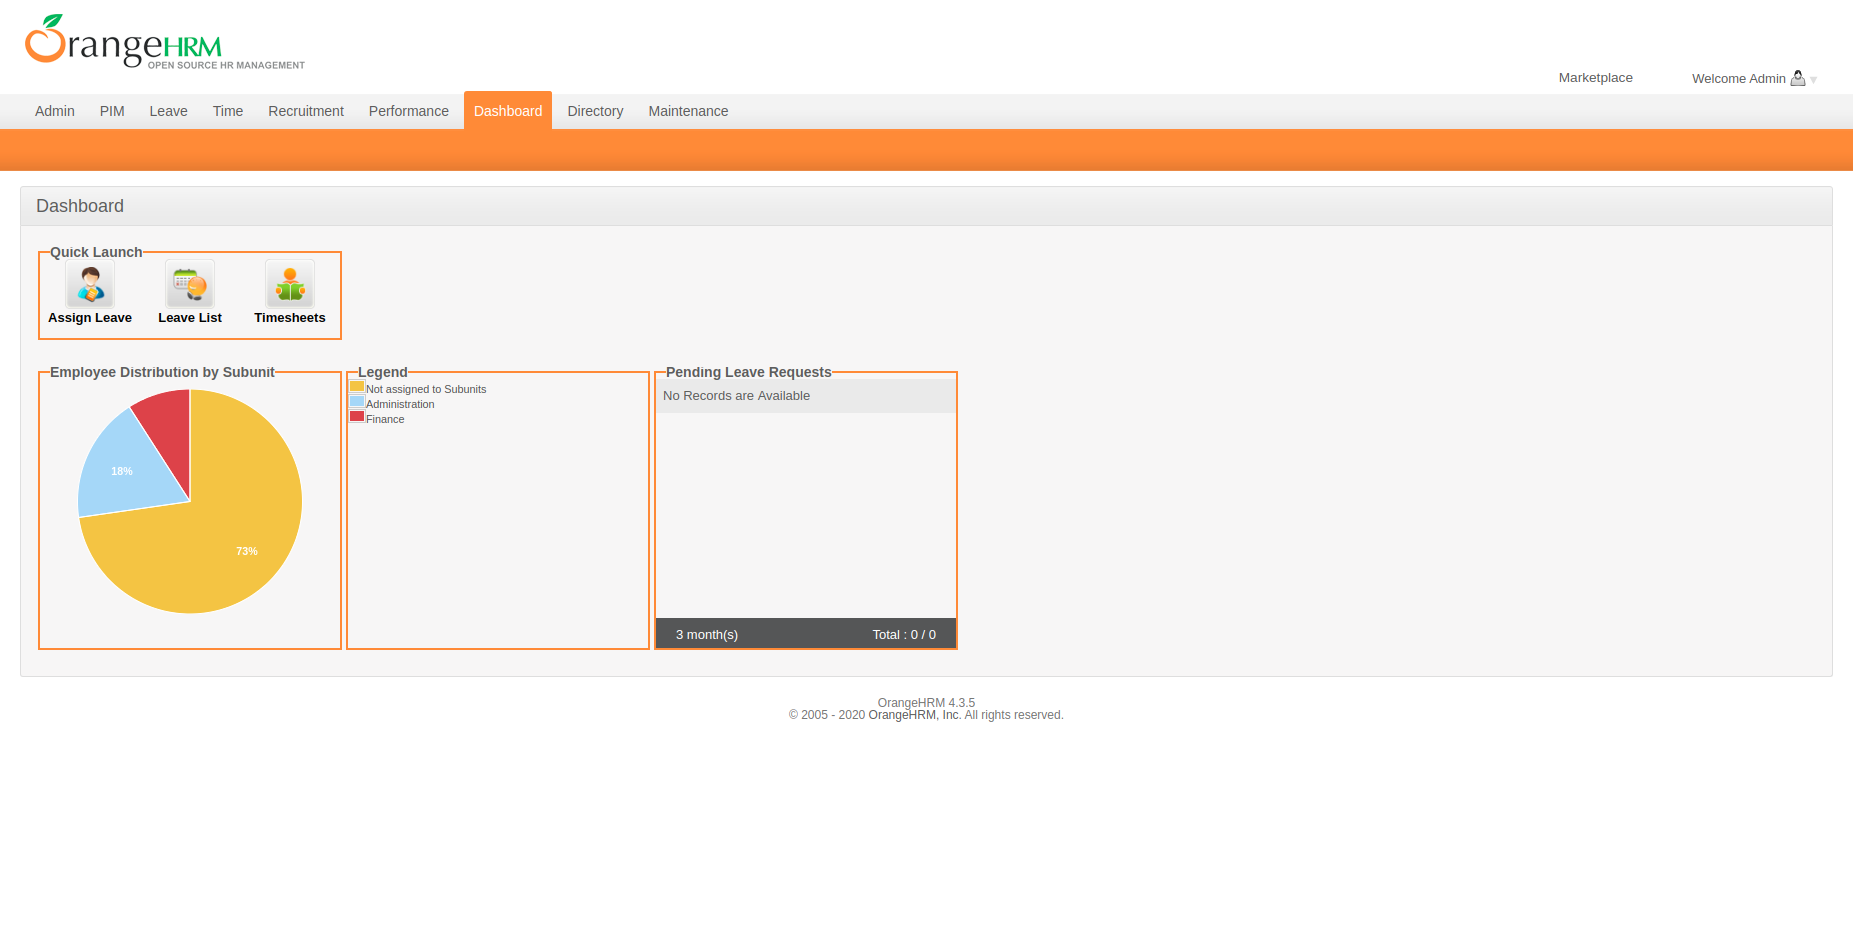 OrangeHRM
OPEN SOURCE HR MANAGEMENT
Marketplace
Welcome Admin
Admin PIM Leave Time Recruitment Performance Dashboard Directory Maintenance
Dashboard
Quick Launch
Assign Leave Leave List Timesheets
Employee Distribution by Subunit
18%
73%
Legend
Not assigned to Subunits
Administration
Finance
Pending Leave Requests
No Records are Available
3 month(s) Total : 0 / 0
OrangeHRM 4.3.5
© 2005 - 2020 OrangeHRM, Inc. All rights reserved.